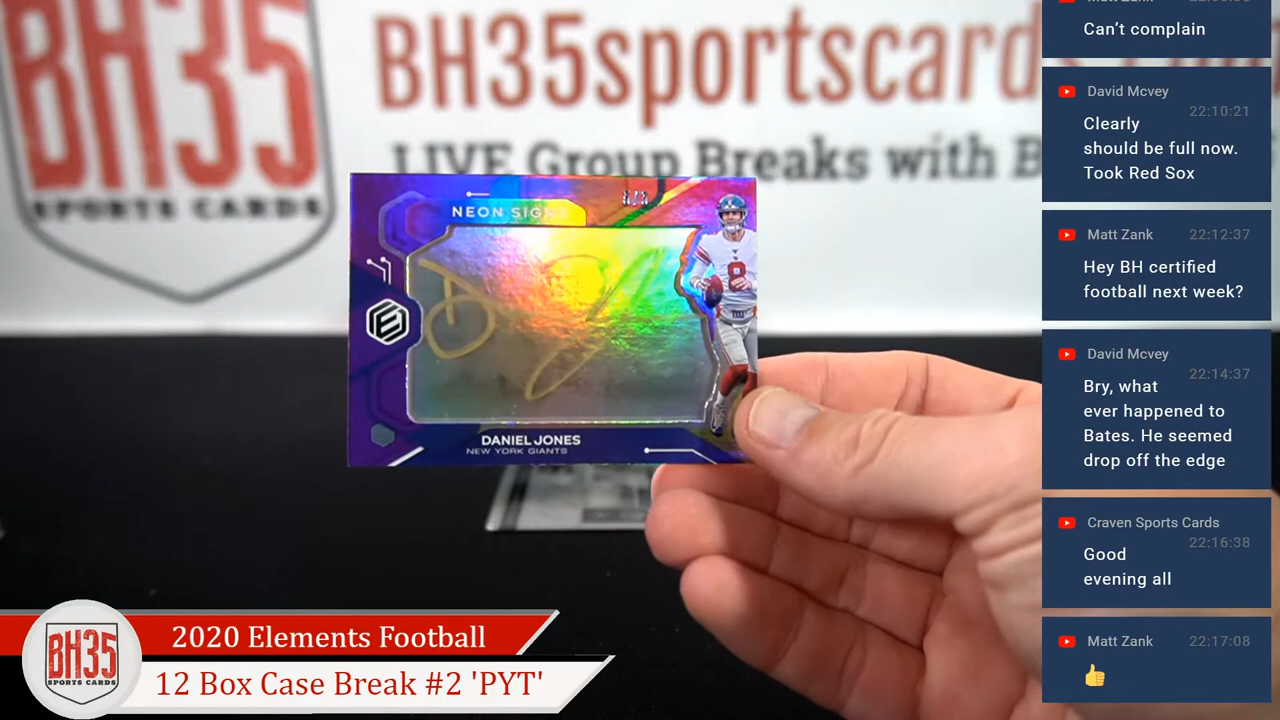 BH35
SPORTS CARDS
BH35sportscards
LIVE Group Breaks with B
NEON SIGN
8
DANIEL JONES
NEW YORK GIANTS
BH35
SPORTS CARDS
2020 Elements Football
12 Box Case Break #2 'PYT'
Can't complain
David Mcvey
22:10:21
Clearly
should be full now.
Took Red Sox
Matt Zank 22:12:37
Hey BH certified
football next week?
David Mcvey
22:14:37
Bry, what
ever happened to
Bates. He seemed
drop off the edge
Craven Sports Cards
22:16:38
Good
evening all
Matt Zank 22:17:08
👍